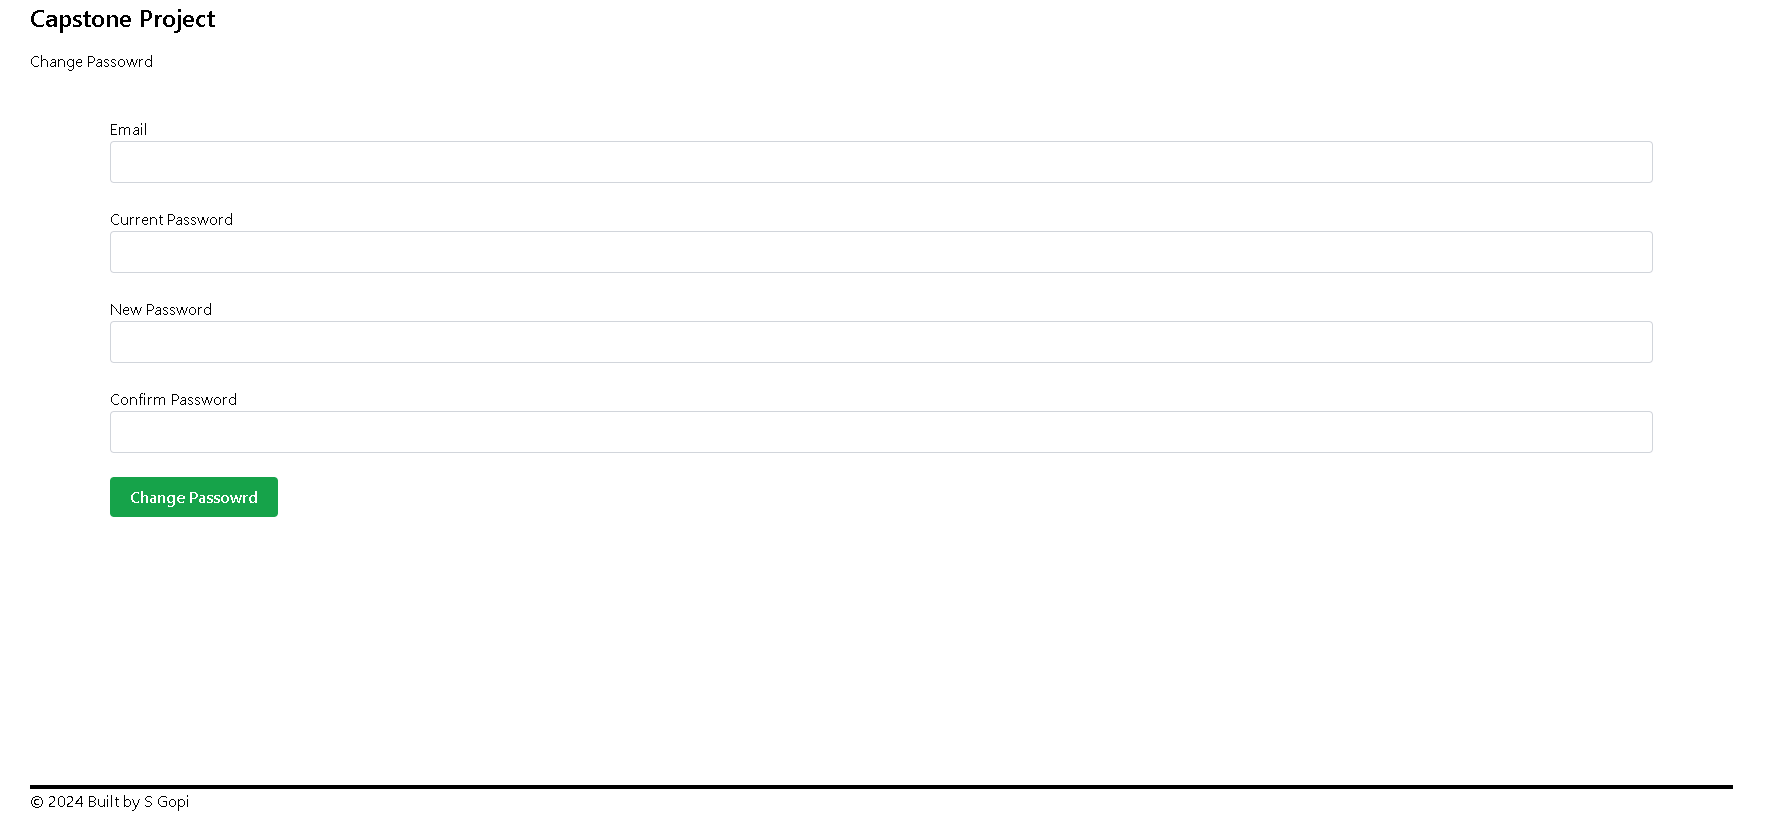 Capstone Project
Change Passowrd
Email
Current Password
New Password
Confirm Password
Change Passowrd
© 2024 Built by S Gopi